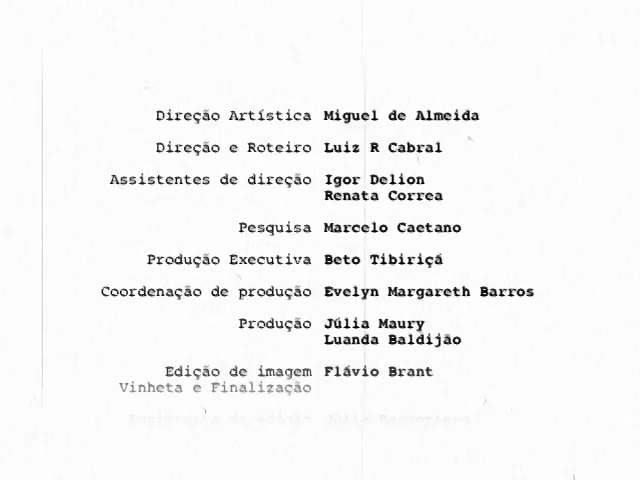 Direção Artística Miguel de Almeida
Direção e Roteiro Luiz R Cabral
Assistentes de direção Igor Delion
Renata Correa
Pesquisa Marcelo Caetano
Produção Executiva Beto Tibiriçá
Coordenação de produção Evelyn Margareth Barros
Produção Júlia Maury
Luanda Baldijão
Edição de imagem Flávio Brant
Vinheta e Finalização